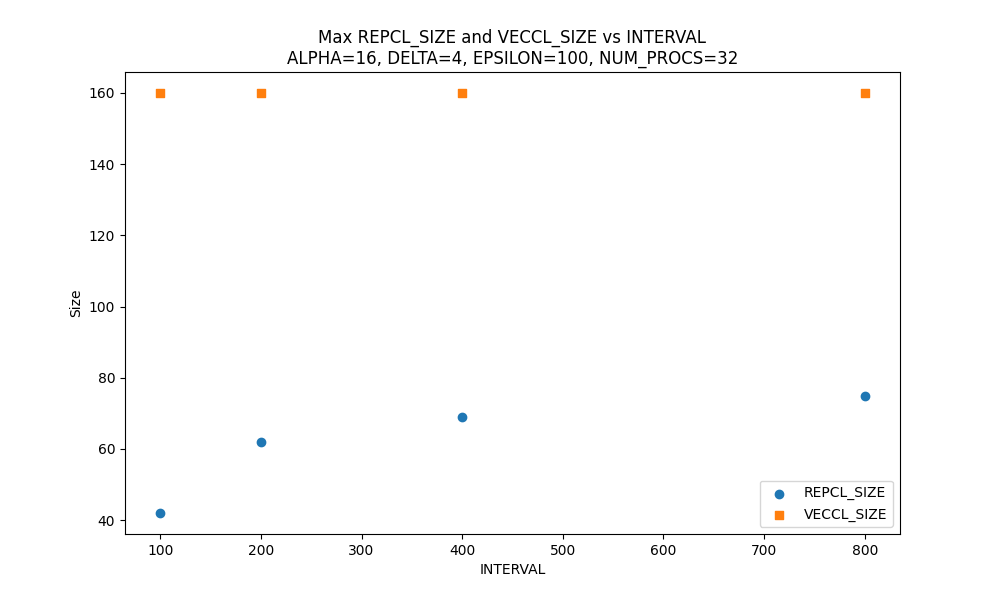 Max REPCL_SIZE and VECCL_SIZE vs INTERVAL
ALPHA=16, DELTA=4, EPSILON=100, NUM_PROCS=32
160
140
120
100
80
60
40
Size
100 200 300 400 500 600 700 800
INTERVAL
REPCL_SIZE
VECCL_SIZE